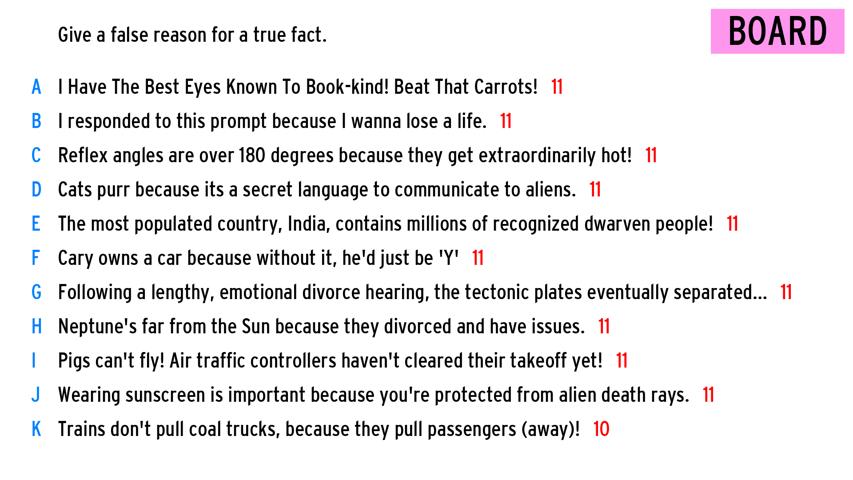 Give a false reason for a true fact.
BOARD
A I Have The Best Eyes Known To Book-kind! Beat That Carrots! 11
B I responded to this prompt because I wanna lose a life. 11
C Reflex angles are over 180 degrees because they get extraordinarily hot! 11
D Cats purr because its a secret language to communicate to aliens. 11
E The most populated country, India, contains millions of recognized dwarven people! 11
F Cary owns a car because without it, he'd just be 'Y' 11
G Following a lengthy, emotional divorce hearing, the tectonic plates eventually separated... 11
H Neptune's far from the Sun because they divorced and have issues. 11
I Pigs can't fly! Air traffic controllers haven't cleared their takeoff yet! 11
J Wearing sunscreen is important because you're protected from alien death rays. 11
K Trains don't pull coal trucks, because they pull passengers (away)! 10